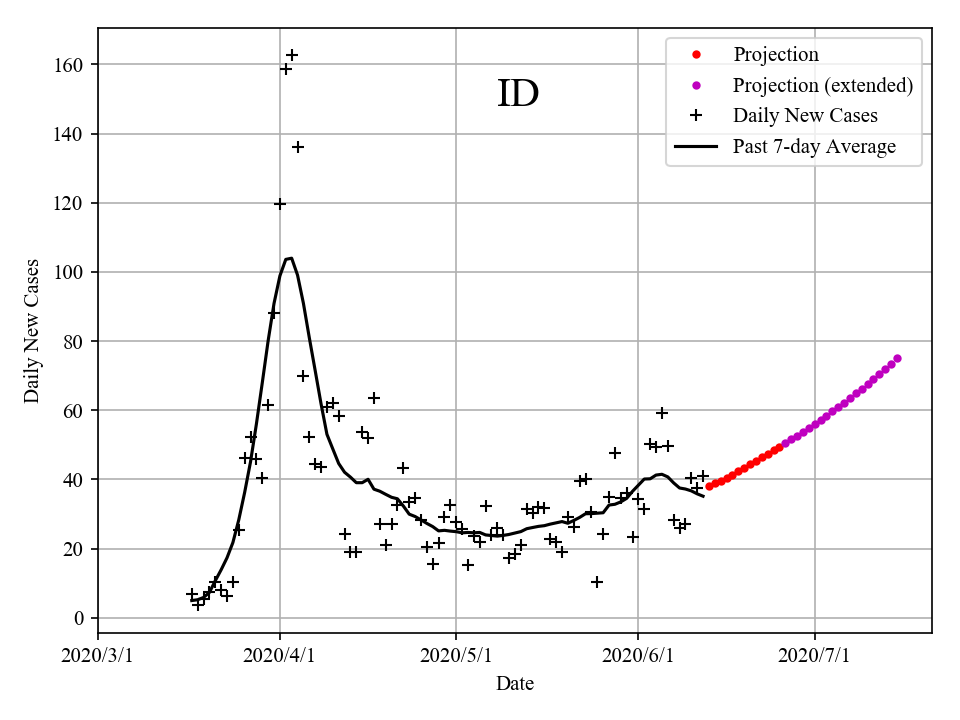 ID
Projection
Projection (extended)
Daily New Cases
Past 7-day Average
Daily New Cases
160
140
120
100
80
60
40
20
0
2020/3/1
2020/4/1
2020/5/1
2020/6/1
2020/7/1
Date